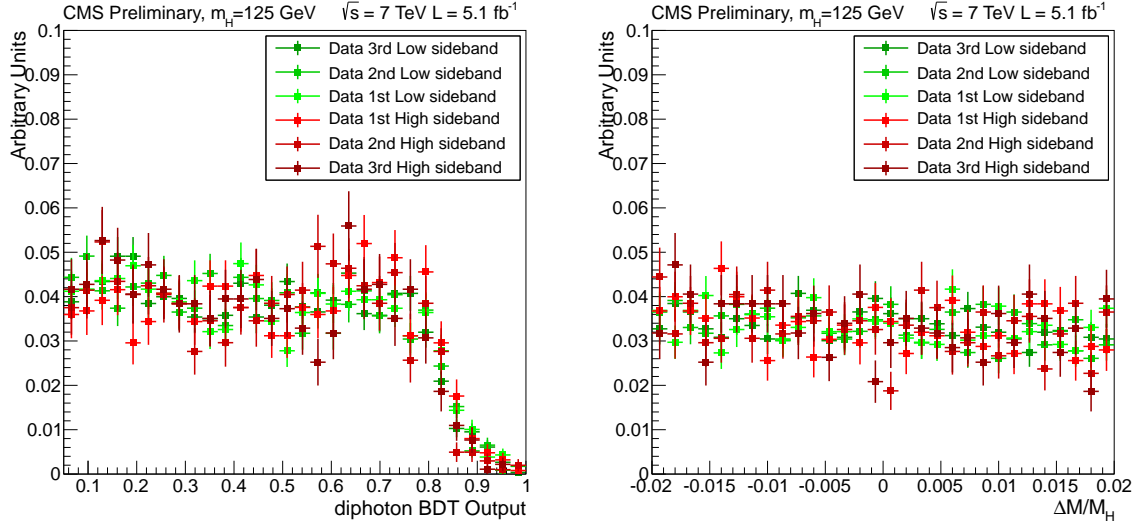 CMS Preliminary, m_H=125 GeV √s = 7 TeV L = 5.1 fb⁻¹
Arbitrary Units
0.1
0.09
0.08
0.07
0.06
0.05
0.04
0.03
0.02
0.01
0
Data 3rd Low sideband
Data 2nd Low sideband
Data 1st Low sideband
Data 1st High sideband
Data 2nd High sideband
Data 3rd High sideband
0.1 0.2 0.3 0.4 0.5 0.6 0.7 0.8 0.9 1
diphoton BDT Output
CMS Preliminary, m_H=125 GeV √s = 7 TeV L = 5.1 fb⁻¹
Arbitrary Units
0.1
0.09
0.08
0.07
0.06
0.05
0.04
0.03
0.02
0.01
0
Data 3rd Low sideband
Data 2nd Low sideband
Data 1st Low sideband
Data 1st High sideband
Data 2nd High sideband
Data 3rd High sideband
-0.02 -0.015 -0.01 -0.005 0 0.005 0.01 0.015 0.02
ΔM/M_H